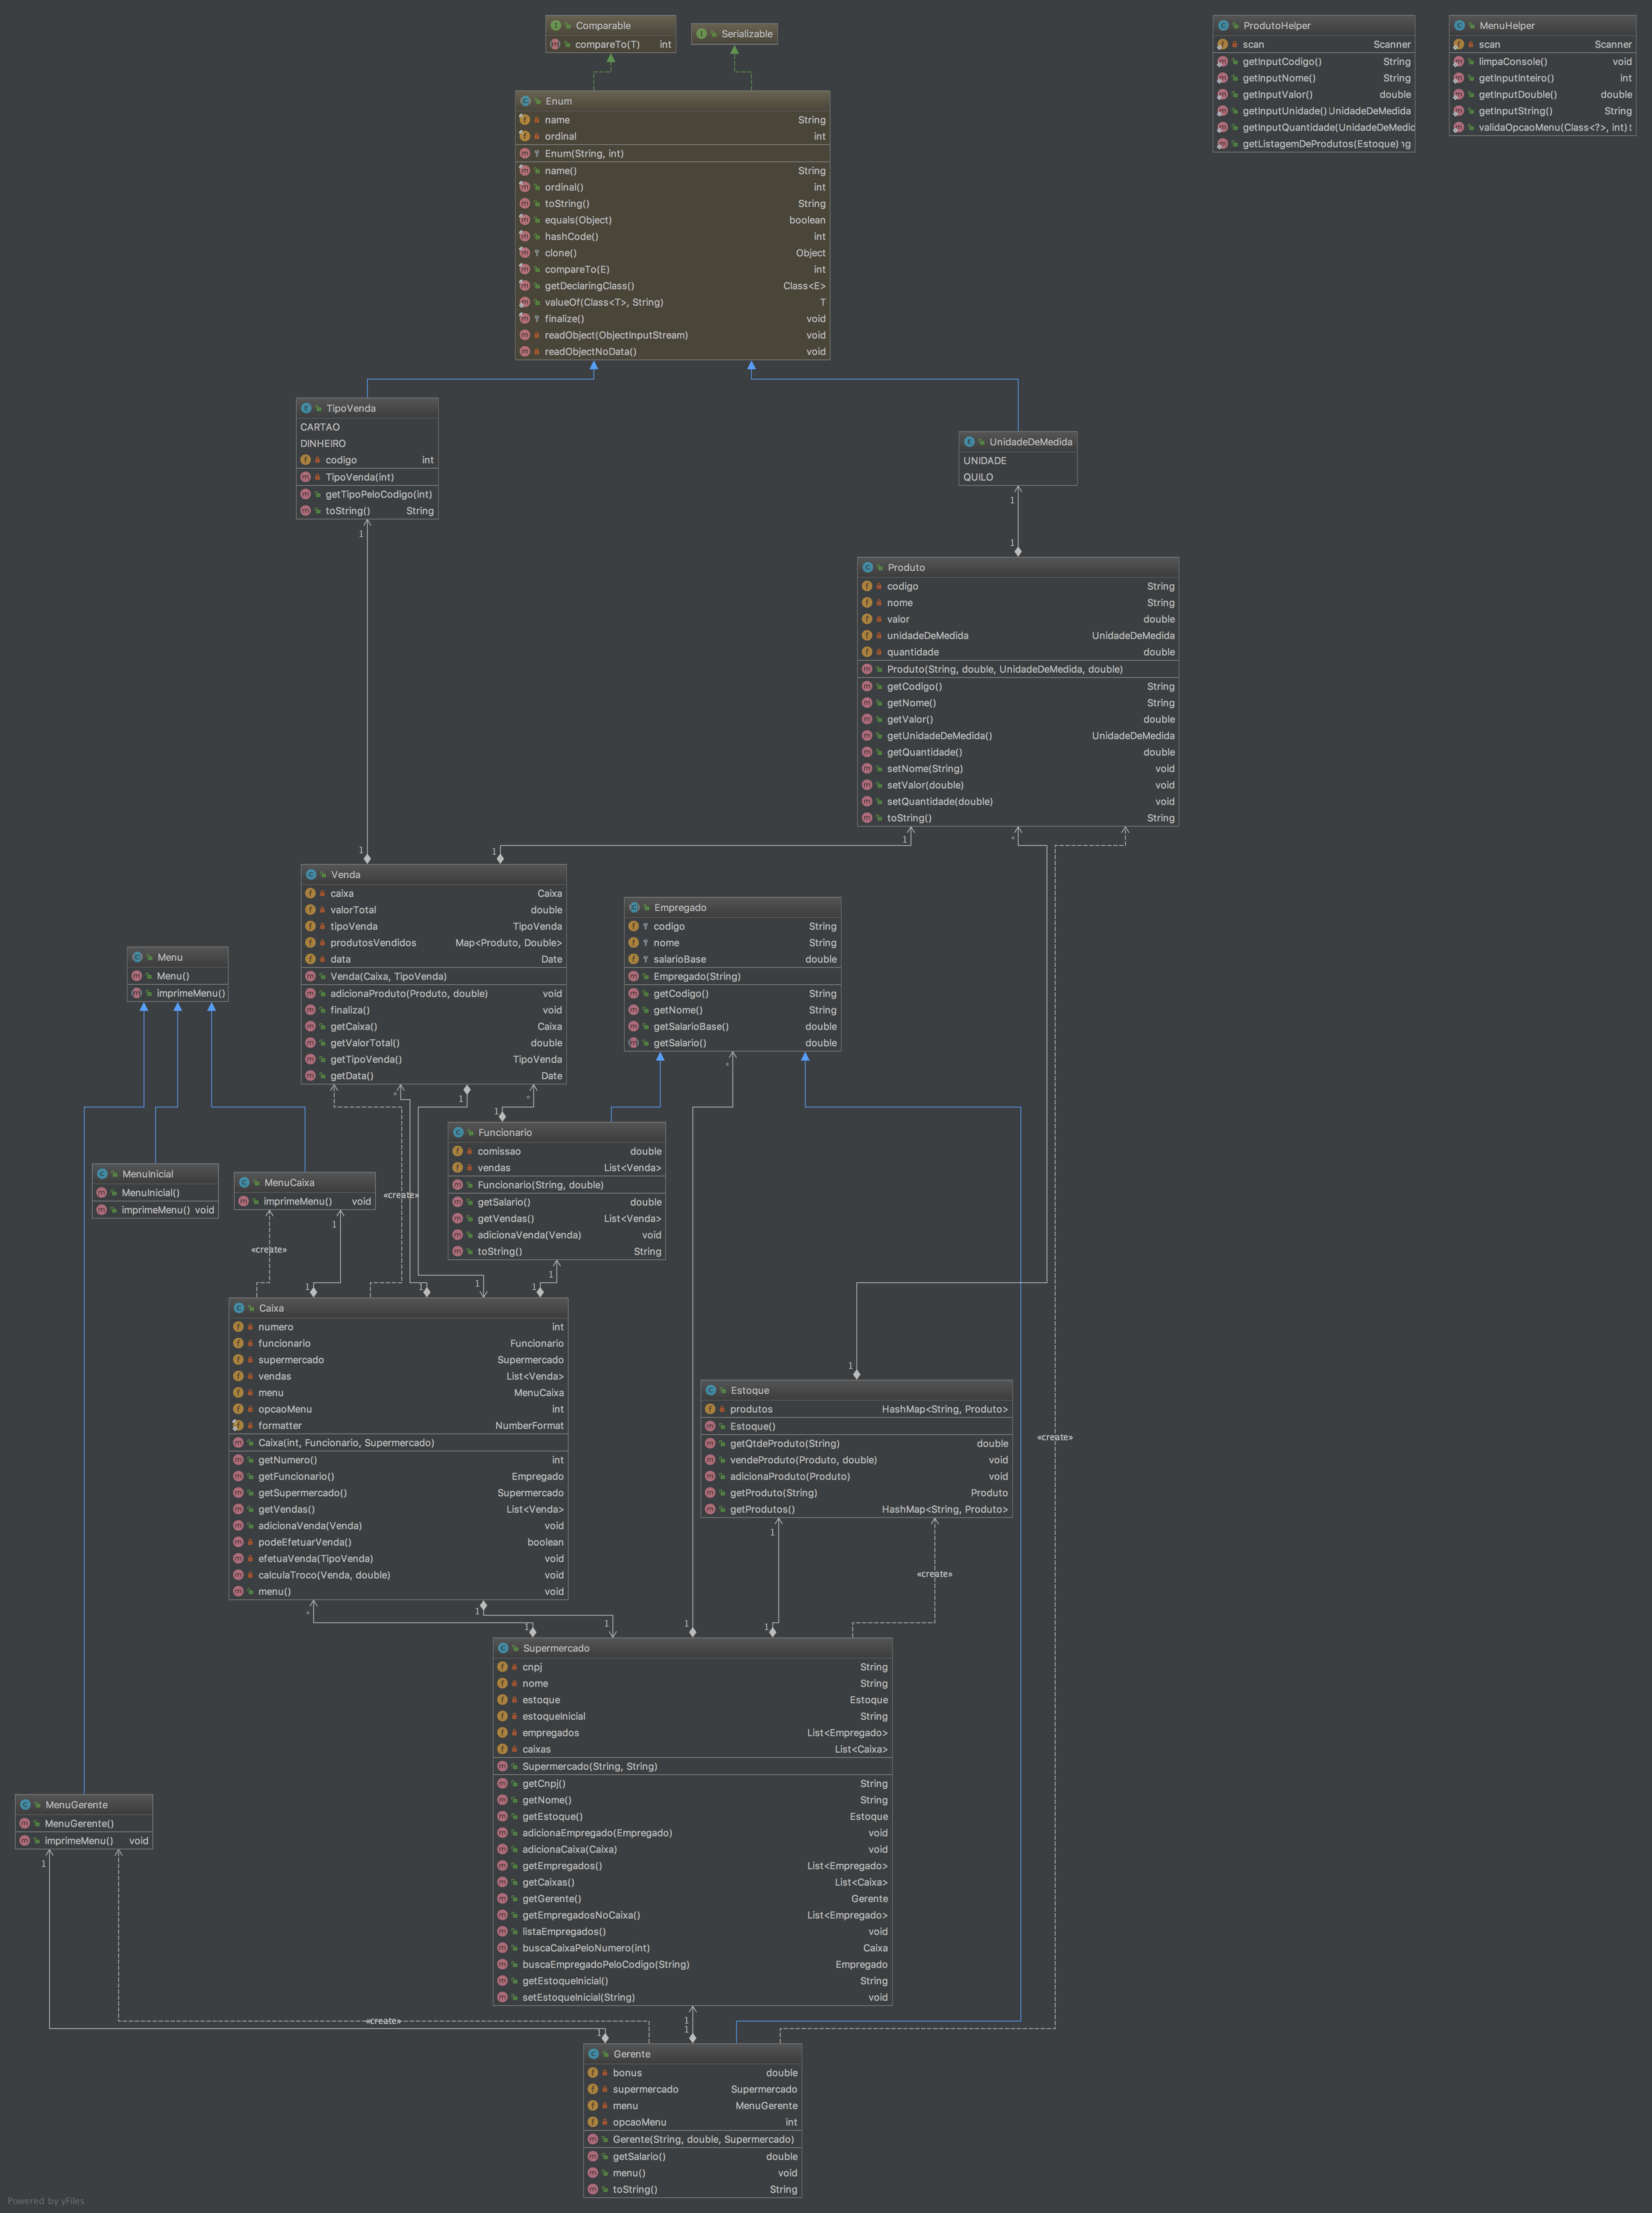 Comparable
compareTo(T) int
Serializable
ProdutoHelper
scan Scanner
getInputCodigo() String
getInputNome() String
getInputValor() double
getInputUnidade() UnidadeDeMedida
getInputQuantidade(UnidadeDeMedic
getListagemDeProdutos(Estoque) ng
MenuHelper
scan Scanner
limpaConsole() void
getInputInteiro() int
getInputDouble() double
getInputString() String
validaOpcaoMenu(Class<?>, int) t
Enum
name String
ordinal int
Enum(String, int)
name() String
ordinal() int
toString() String
equals(Object) boolean
hashCode() int
clone() Object
compareTo(E) int
getDeclaringClass() Class<E>
valueOf(Class<T>, String) T
finalize() void
readObject(ObjectInputStream) void
readObjectNoData() void
TipoVenda
CARTAO
DINHEIRO
codigo int
TipoVenda(int)
getTipoPeloCodigo(int)
toString() String
1
UnidadeDeMedida
UNIDADE
QUILO
1
1
Produto
codigo String
nome String
valor double
unidadeDeMedida UnidadeDeMedida
quantidade double
Produto(String, double, UnidadeDeMedida, double)
getCodigo() String
getNome() String
getValor() double
getUnidadeDeMedida() UnidadeDeMedida
getQuantidade() double
setNome(String) void
setValor(double) void
setQuantidade(double) void
toString() String
1 *
1 1
Venda
caixa Caixa
valorTotal double
tipoVenda TipoVenda
produtosVendidos Map<Produto, Double>
data Date
Venda(Caixa, TipoVenda)
adicionaProduto(Produto, double) void
finaliza() void
getCaixa() Caixa
getValorTotal() double
getTipoVenda() TipoVenda
getData() Date
* 1 *
Empregado
codigo String
nome String
salarioBase double
Empregado(String)
getCodigo() String
getNome() String
getSalarioBase() double
getSalario() double
*
Menu
Menu()
imprimeMenu()
1
Funcionario
comissao double
vendas List<Venda>
Funcionario(String, double)
getSalario() double
getVendas() List<Venda>
adicionaVenda(Venda) void
toString() String
1
MenuInicial
MenuInicial()
imprimeMenu() void
MenuCaixa
imprimeMenu() void
1
«create»
«create»
1 1 1 1
Caixa
numero int
funcionario Funcionario
supermercado Supermercado
vendas List<Venda>
menu MenuCaixa
opcaoMenu int
formatter NumberFormat
Caixa(int, Funcionario, Supermercado)
getNumero() int
getFuncionario() Empregado
getSupermercado() Supermercado
getVendas() List<Venda>
adicionaVenda(Venda) void
podeEfetuarVenda() boolean
efetuaVenda(TipoVenda) void
calculaTroco(Venda, double) void
menu() void
* 1
1
Estoque
produtos HashMap<String, Produto>
Estoque()
getQtdeProduto(String) double
vendeProduto(Produto, double) void
adicionaProduto(Produto) void
getProduto(String) Produto
getProdutos() HashMap<String, Produto>
1
«create»
«create»
1 1 1 1
Supermercado
cnpj String
nome String
estoque Estoque
estoqueInicial String
empregados List<Empregado>
caixas List<Caixa>
Supermercado(String, String)
getCnpj() String
getNome() String
getEstoque() Estoque
adicionaEmpregado(Empregado) void
adicionaCaixa(Caixa) void
getEmpregados() List<Empregado>
getCaixas() List<Caixa>
getGerente() Gerente
getEmpregadosNoCaixa() List<Empregado>
listaEmpregados() void
buscaCaixaPeloNumero(int) Caixa
buscaEmpregadoPeloCodigo(String) Empregado
getEstoqueInicial() String
setEstoqueInicial(String) void
MenuGerente
MenuGerente()
imprimeMenu() void
1
«create»
1
1 1
Gerente
bonus double
supermercado Supermercado
menu MenuGerente
opcaoMenu int
Gerente(String, double, Supermercado)
getSalario() double
menu() void
toString() String
Powered by yFiles